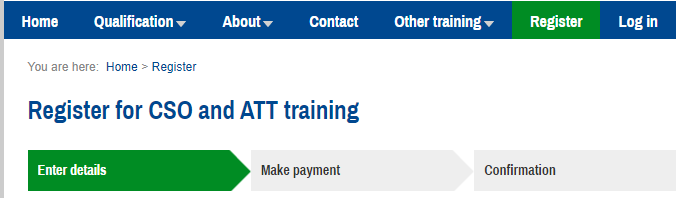 Home Qualification About Contact Other training Register Log in
You are here: Home > Register
Register for CSO and ATT training
Enter details Make payment Confirmation